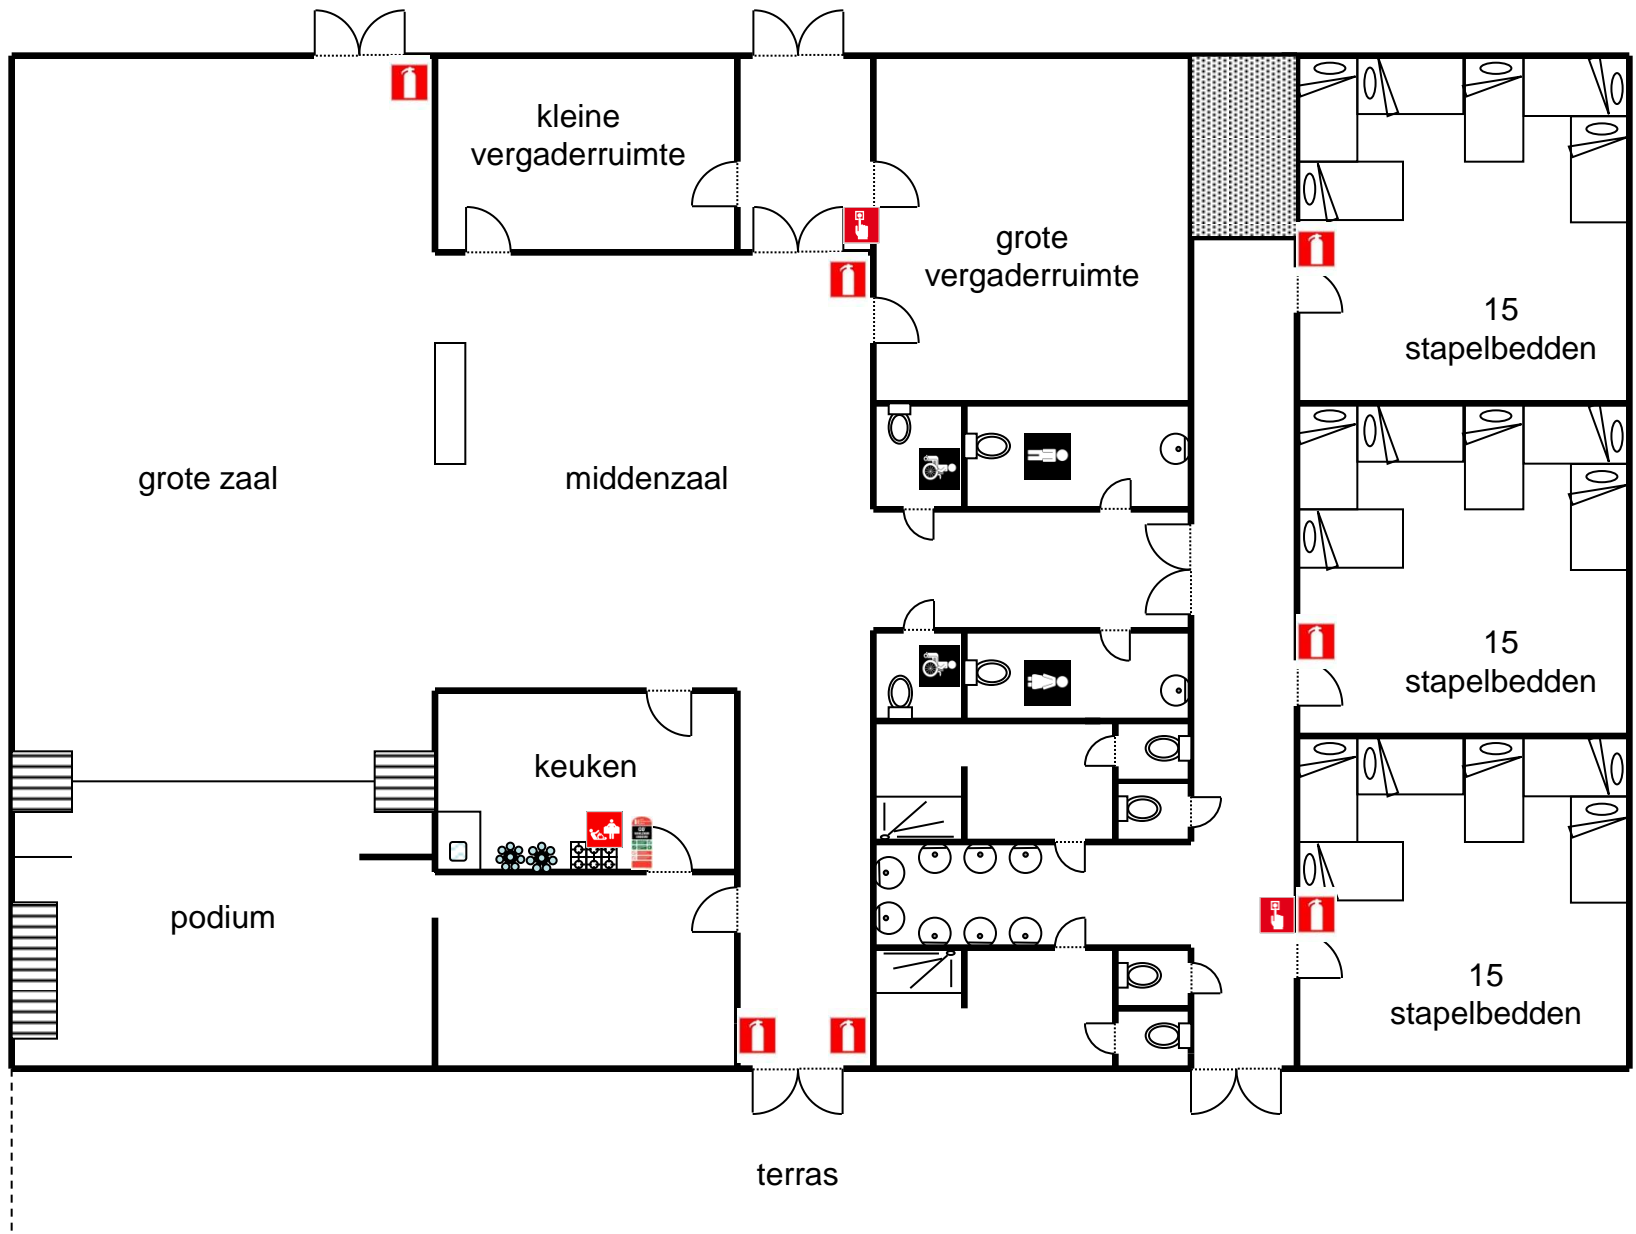 kleine
vergaderruimte
grote
vergaderruimte
15
stapelbedden
grote zaal
middenzaal
15
stapelbedden
keuken
podium
15
stapelbedden
terras